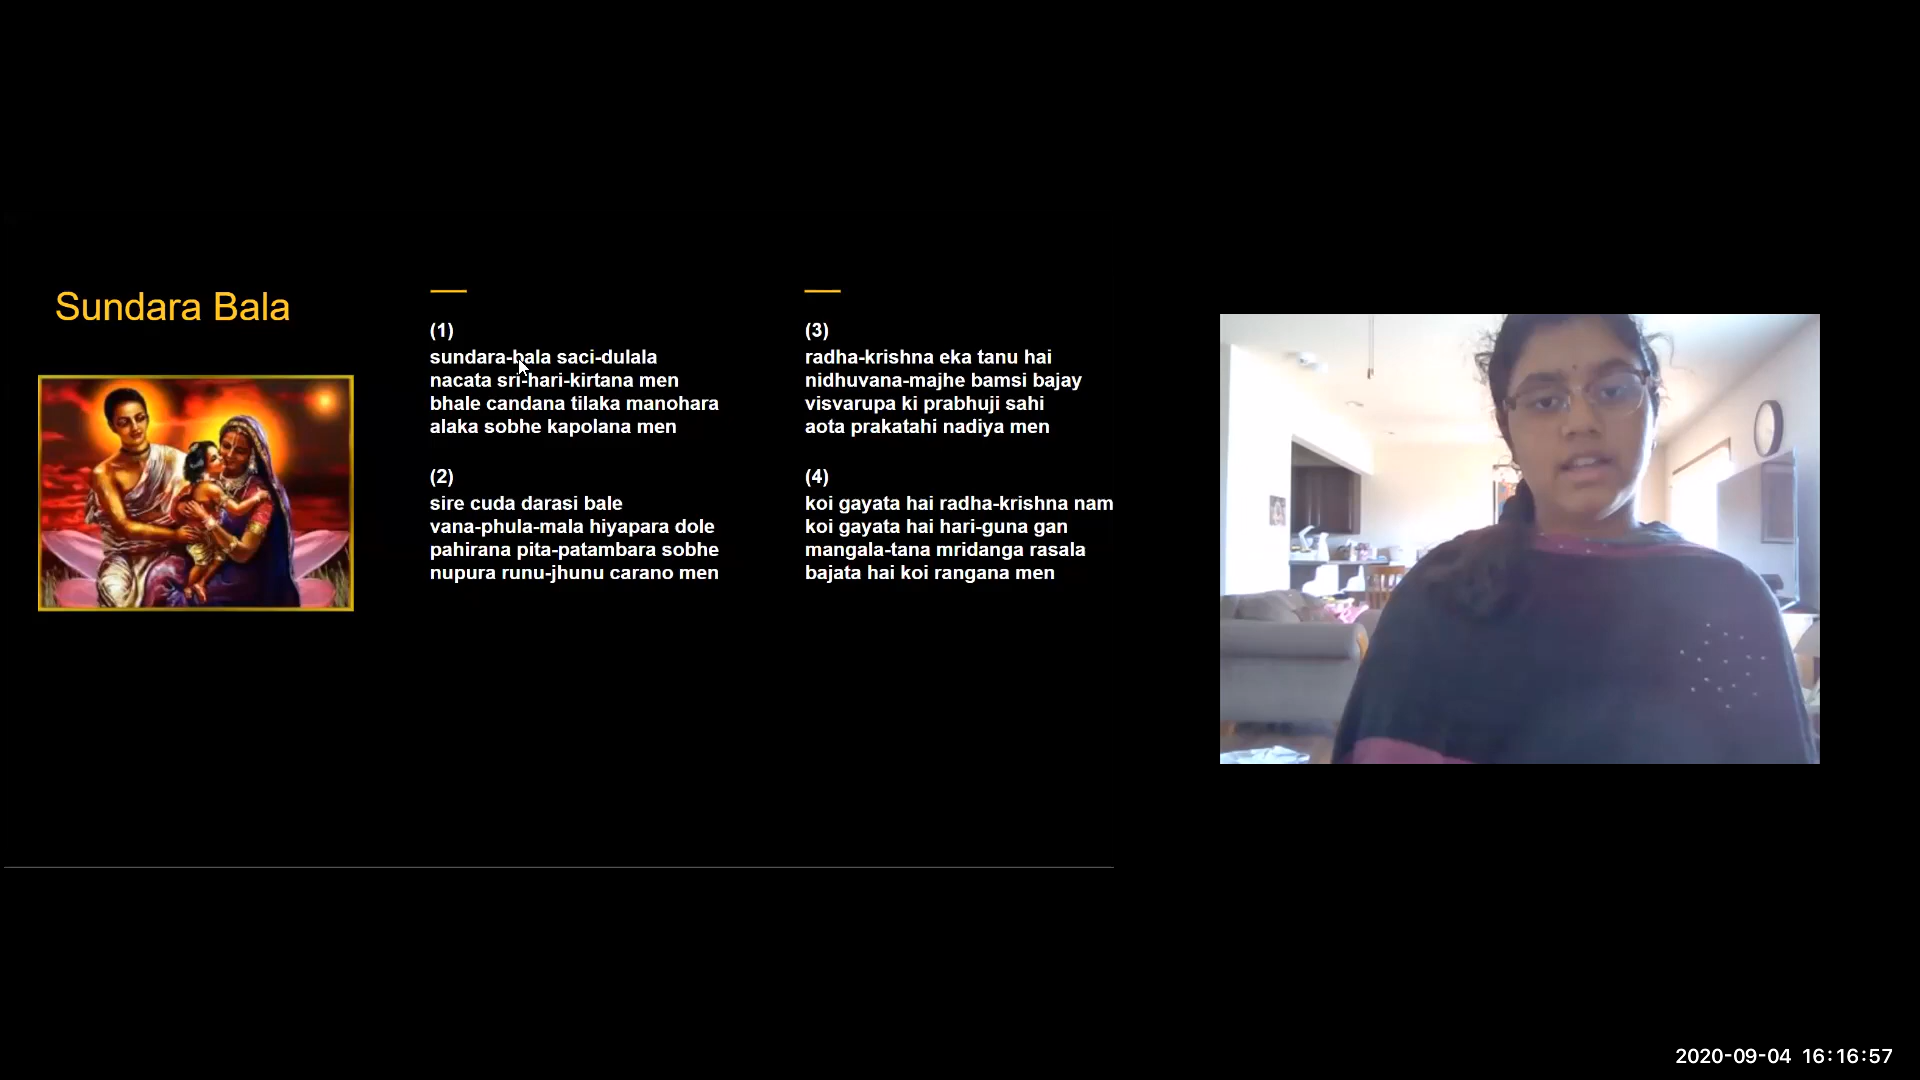 Sundara Bala
(1)
sundara-bala saci-dulala
nacata sri-hari-kirtana men
bhale candana tilaka manohara
alaka sobhe kapolana men
(2)
sire cuda darasi bale
vana-phula-mala hiyapara dole
pahirana pita-patambara sobhe
nupura runu-jhunu carano men
(3)
radha-krishna eka tanu hai
nidhuvana-majhe bamsi bajay
visvarupa ki prabhuji sahi
aota prakatahi nadiya men
(4)
koi gayata hai radha-krishna nam
koi gayata hai hari-guna gan
mangala-tana mridanga rasala
bajata hai koi rangana men
2020-09-04 16:16:57